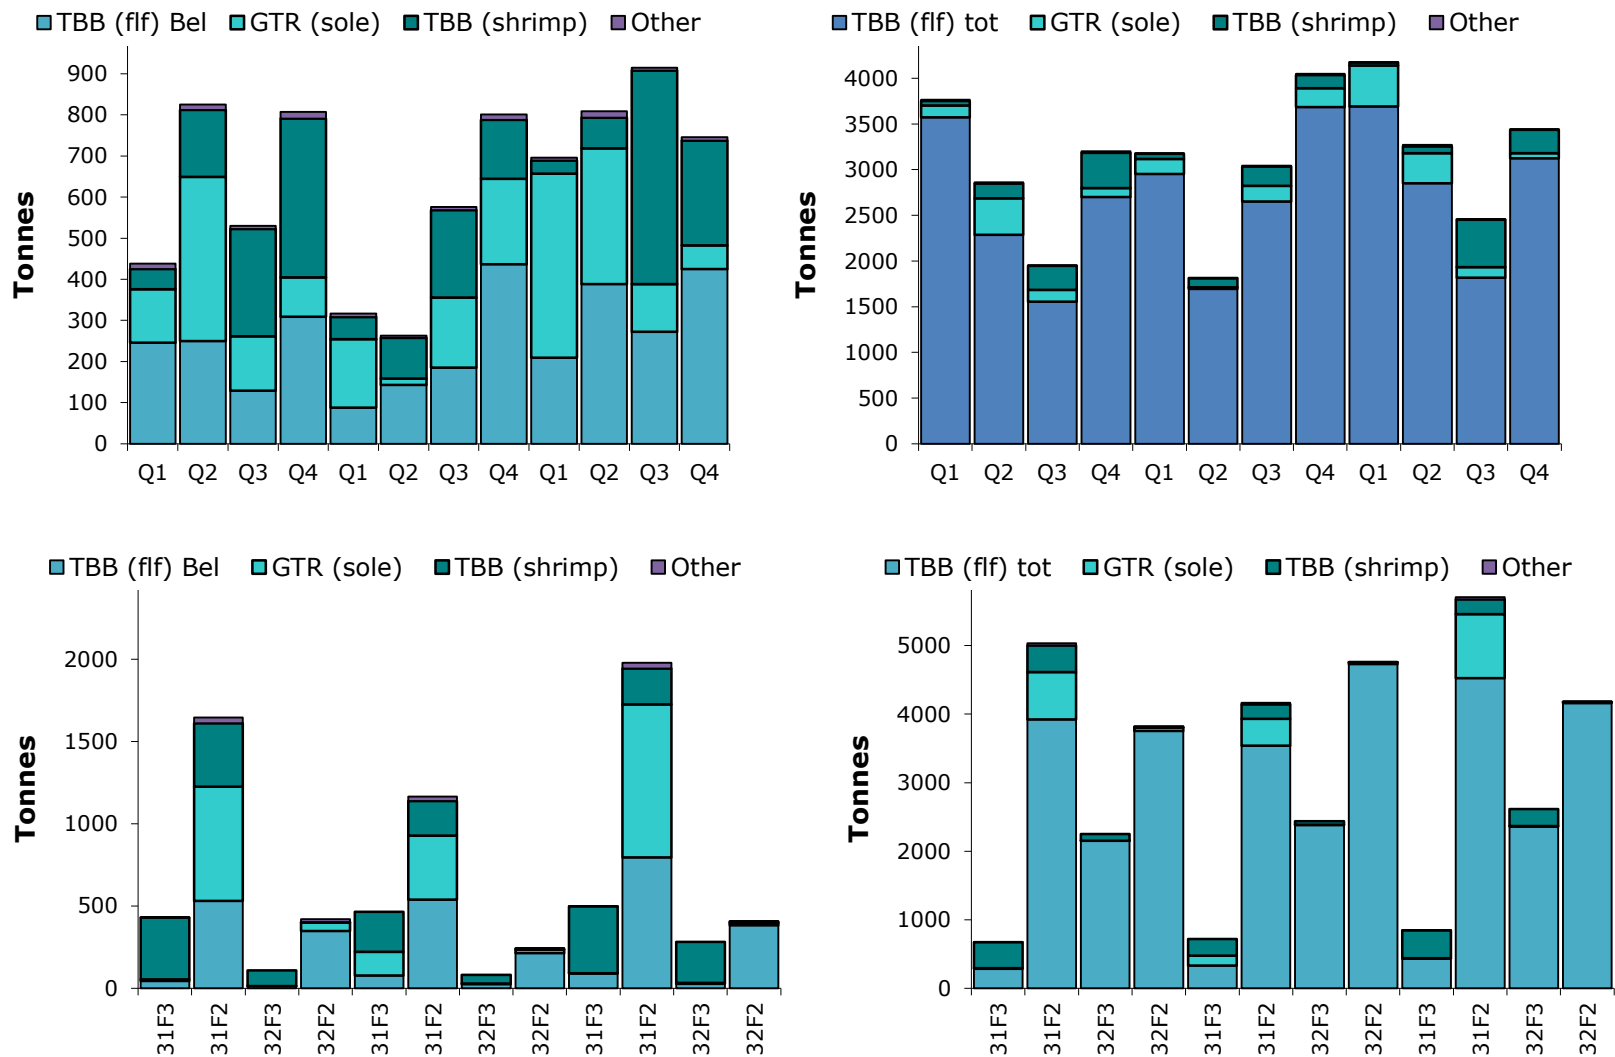 TBB (flf) Bel GTR (sole) TBB (shrimp) Other
Tonnes
900
800
700
600
500
400
300
200
100
0
Q1 Q2 Q3 Q4 Q1 Q2 Q3 Q4 Q1 Q2 Q3 Q4
TBB (flf) tot GTR (sole) TBB (shrimp) Other
Tonnes
4000
3500
3000
2500
2000
1500
1000
500
0
Q1 Q2 Q3 Q4 Q1 Q2 Q3 Q4 Q1 Q2 Q3 Q4
TBB (flf) Bel GTR (sole) TBB (shrimp) Other
Tonnes
2000
1500
1000
500
0
31F3 31F2 32F3 32F2 31F3 31F2 32F3 32F2 31F3 31F2 32F3 32F2
TBB (flf) tot GTR (sole) TBB (shrimp) Other
Tonnes
5000
4000
3000
2000
1000
0
31F3 31F2 32F3 32F2 31F3 31F2 32F3 32F2 31F3 31F2 32F3 32F2